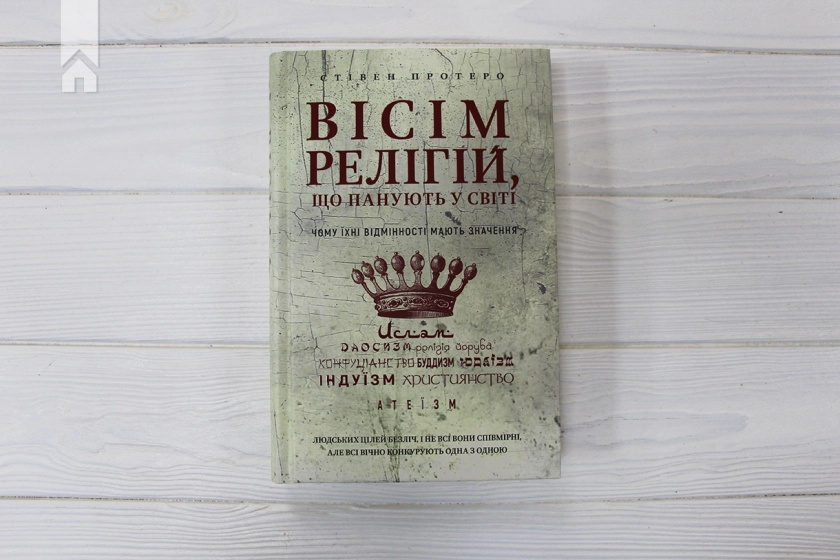 СТІВЕН ПРОТЕРО
ВІСІМ
РЕЛІГІЙ,
ЩО ПАНУЮТЬ У СВІТІ
ЧОМУ ЇХНІ ВІДМІННОСТІ МАЮТЬ ЗНАЧЕННЯ
Іслам
ДАОСИЗМ релігія йоруба
КОНФУЦІАНСТВО БУДДИЗМ ЮДАЇЗМ
ІНДУЇЗМ ХРИСТИЯНСТВО
АТЕЇЗМ
ЛЮДСЬКИХ ЦІЛЕЙ БЕЗЛІЧ, І НЕ ВСІ ВОНИ СПІВМІРНІ,
АЛЕ ВСІ ВІЧНО КОНКУРУЮТЬ ОДНА З ОДНОЮ